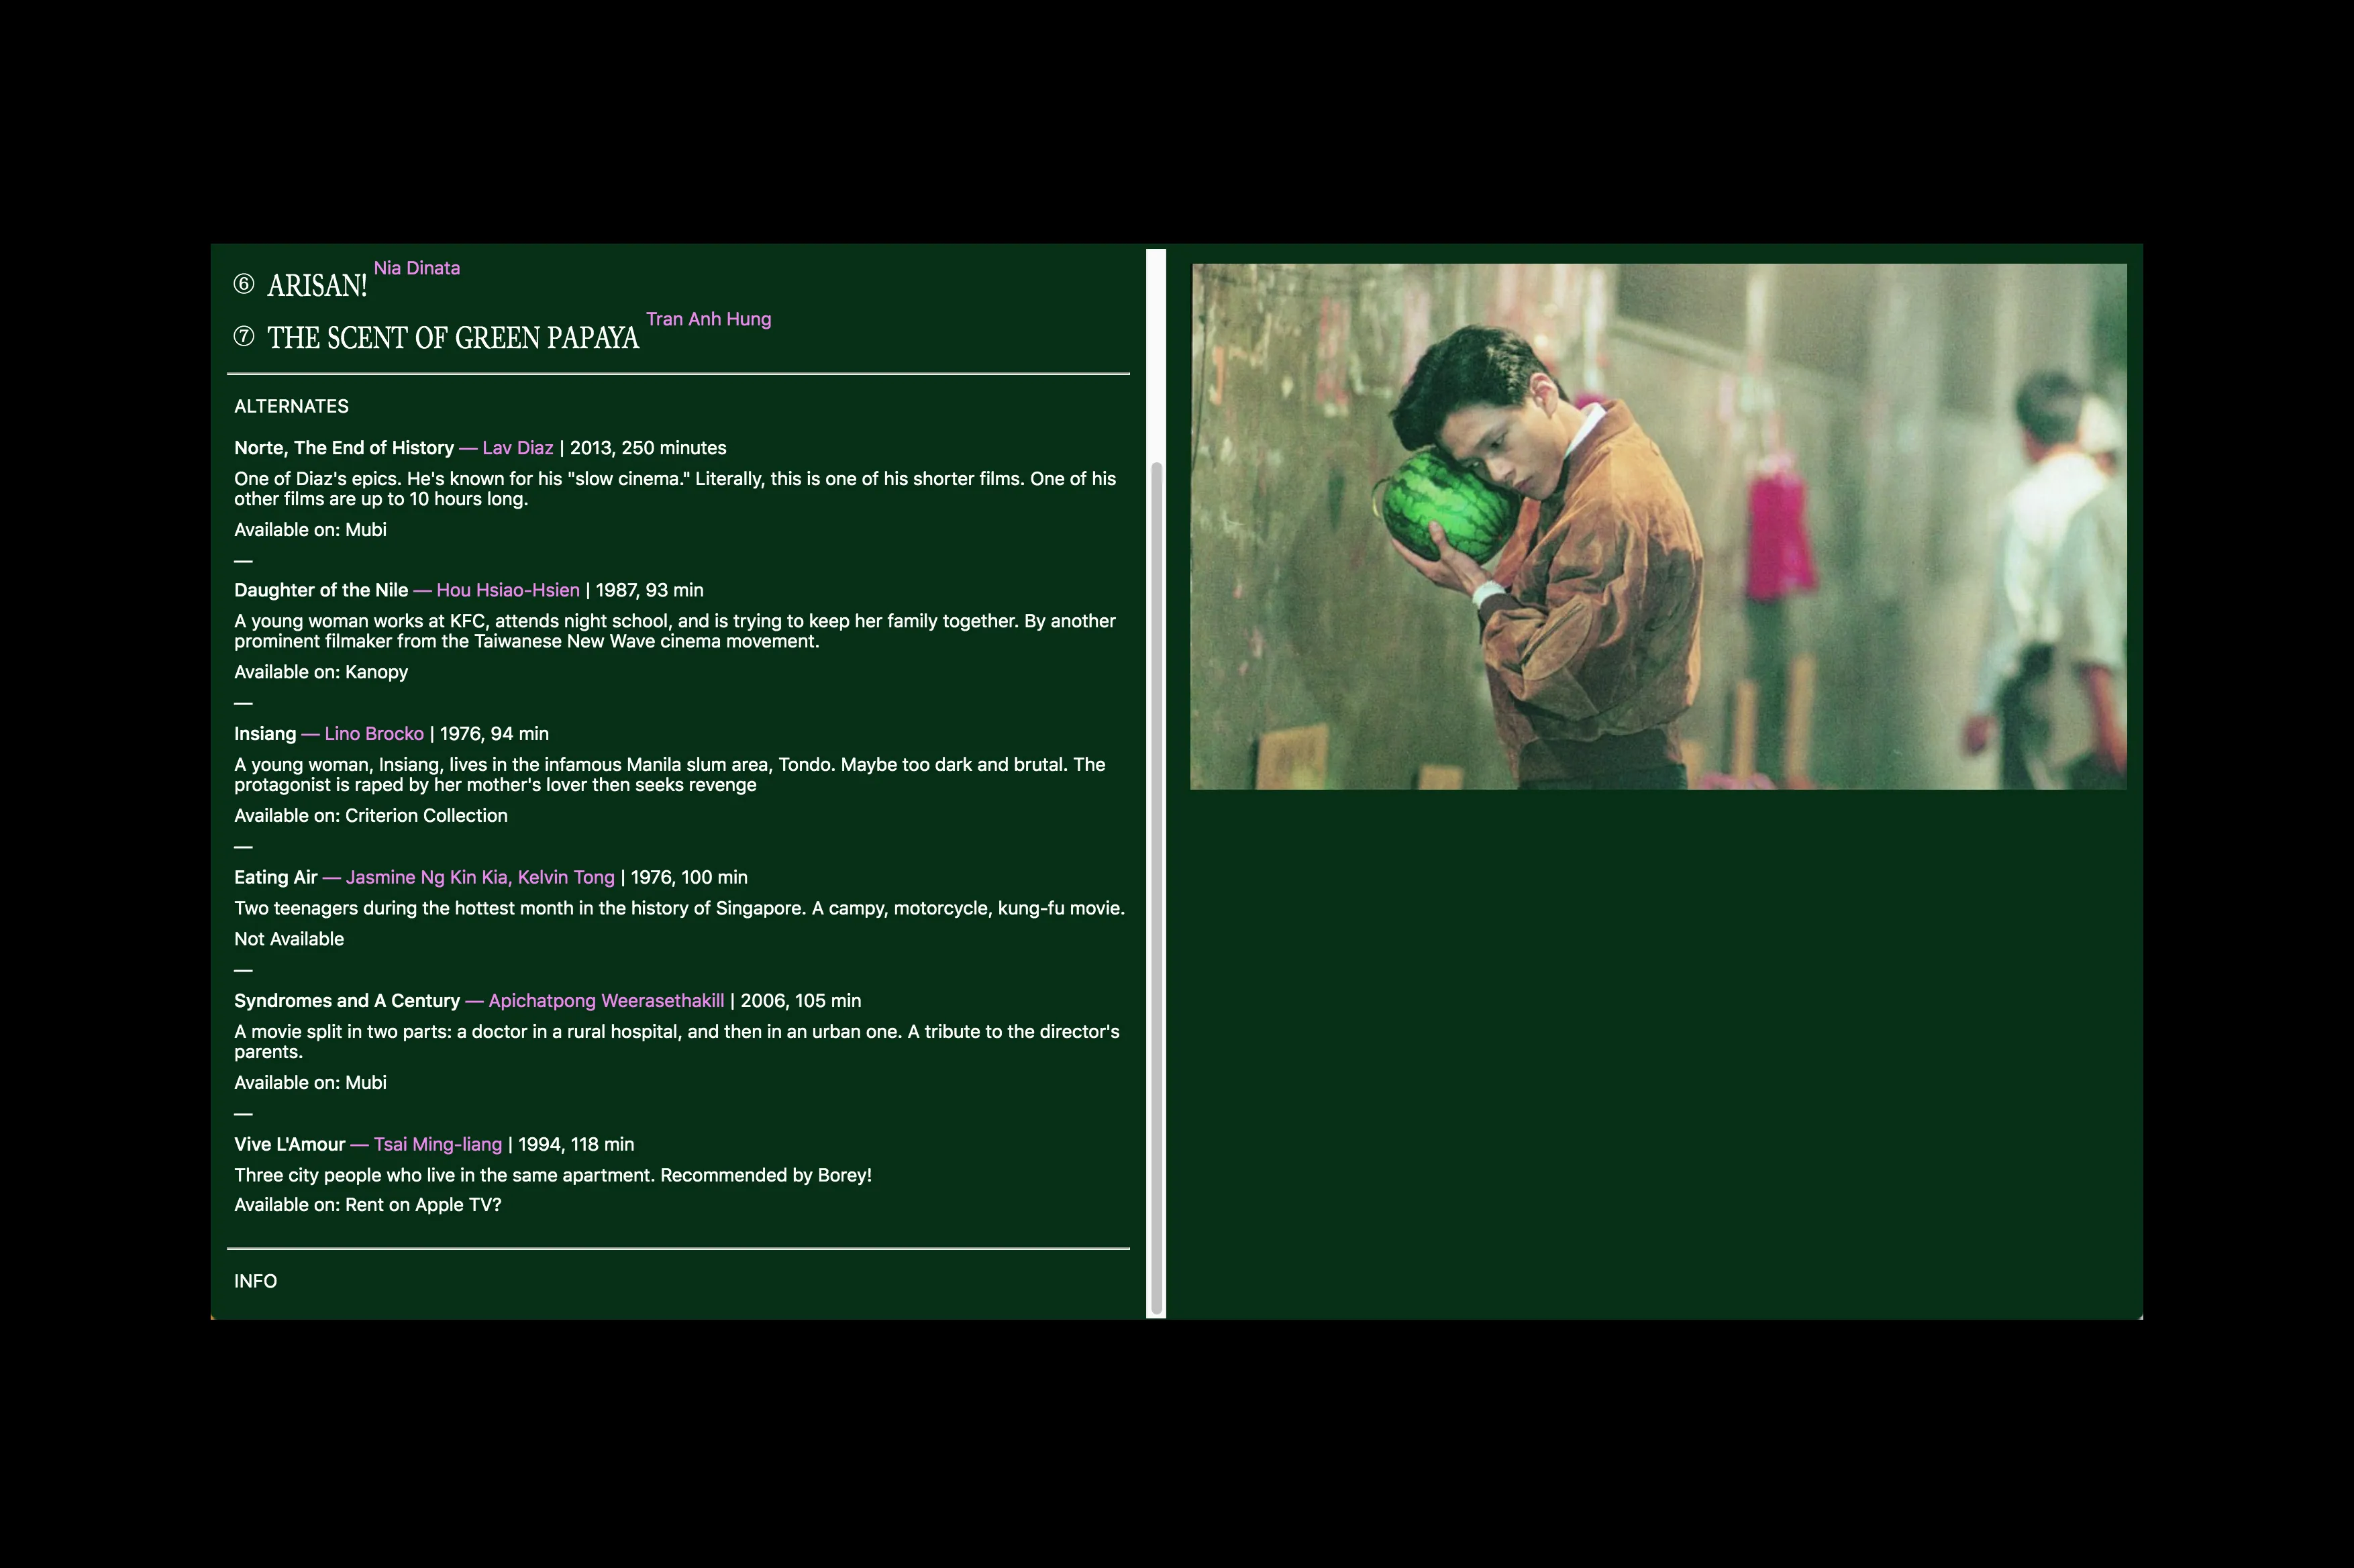 ⑥ ARISAN! Nia Dinata
⑦ THE SCENT OF GREEN PAPAYA Tran Anh Hung
ALTERNATES
Norte, The End of History — Lav Diaz | 2013, 250 minutes
One of Diaz's epics. He's known for his "slow cinema." Literally, this is one of his shorter films. One of his
other films are up to 10 hours long.
Available on: Mubi
—
Daughter of the Nile — Hou Hsiao-Hsien | 1987, 93 min
A young woman works at KFC, attends night school, and is trying to keep her family together. By another
prominent filmaker from the Taiwanese New Wave cinema movement.
Available on: Kanopy
—
Insiang — Lino Brocko | 1976, 94 min
A young woman, Insiang, lives in the infamous Manila slum area, Tondo. Maybe too dark and brutal. The
protagonist is raped by her mother's lover then seeks revenge
Available on: Criterion Collection
—
Eating Air — Jasmine Ng Kin Kia, Kelvin Tong | 1976, 100 min
Two teenagers during the hottest month in the history of Singapore. A campy, motorcycle, kung-fu movie.
Not Available
—
Syndromes and A Century — Apichatpong Weerasethakill | 2006, 105 min
A movie split in two parts: a doctor in a rural hospital, and then in an urban one. A tribute to the director's
parents.
Available on: Mubi
—
Vive L'Amour — Tsai Ming-liang | 1994, 118 min
Three city people who live in the same apartment. Recommended by Borey!
Available on: Rent on Apple TV?
INFO